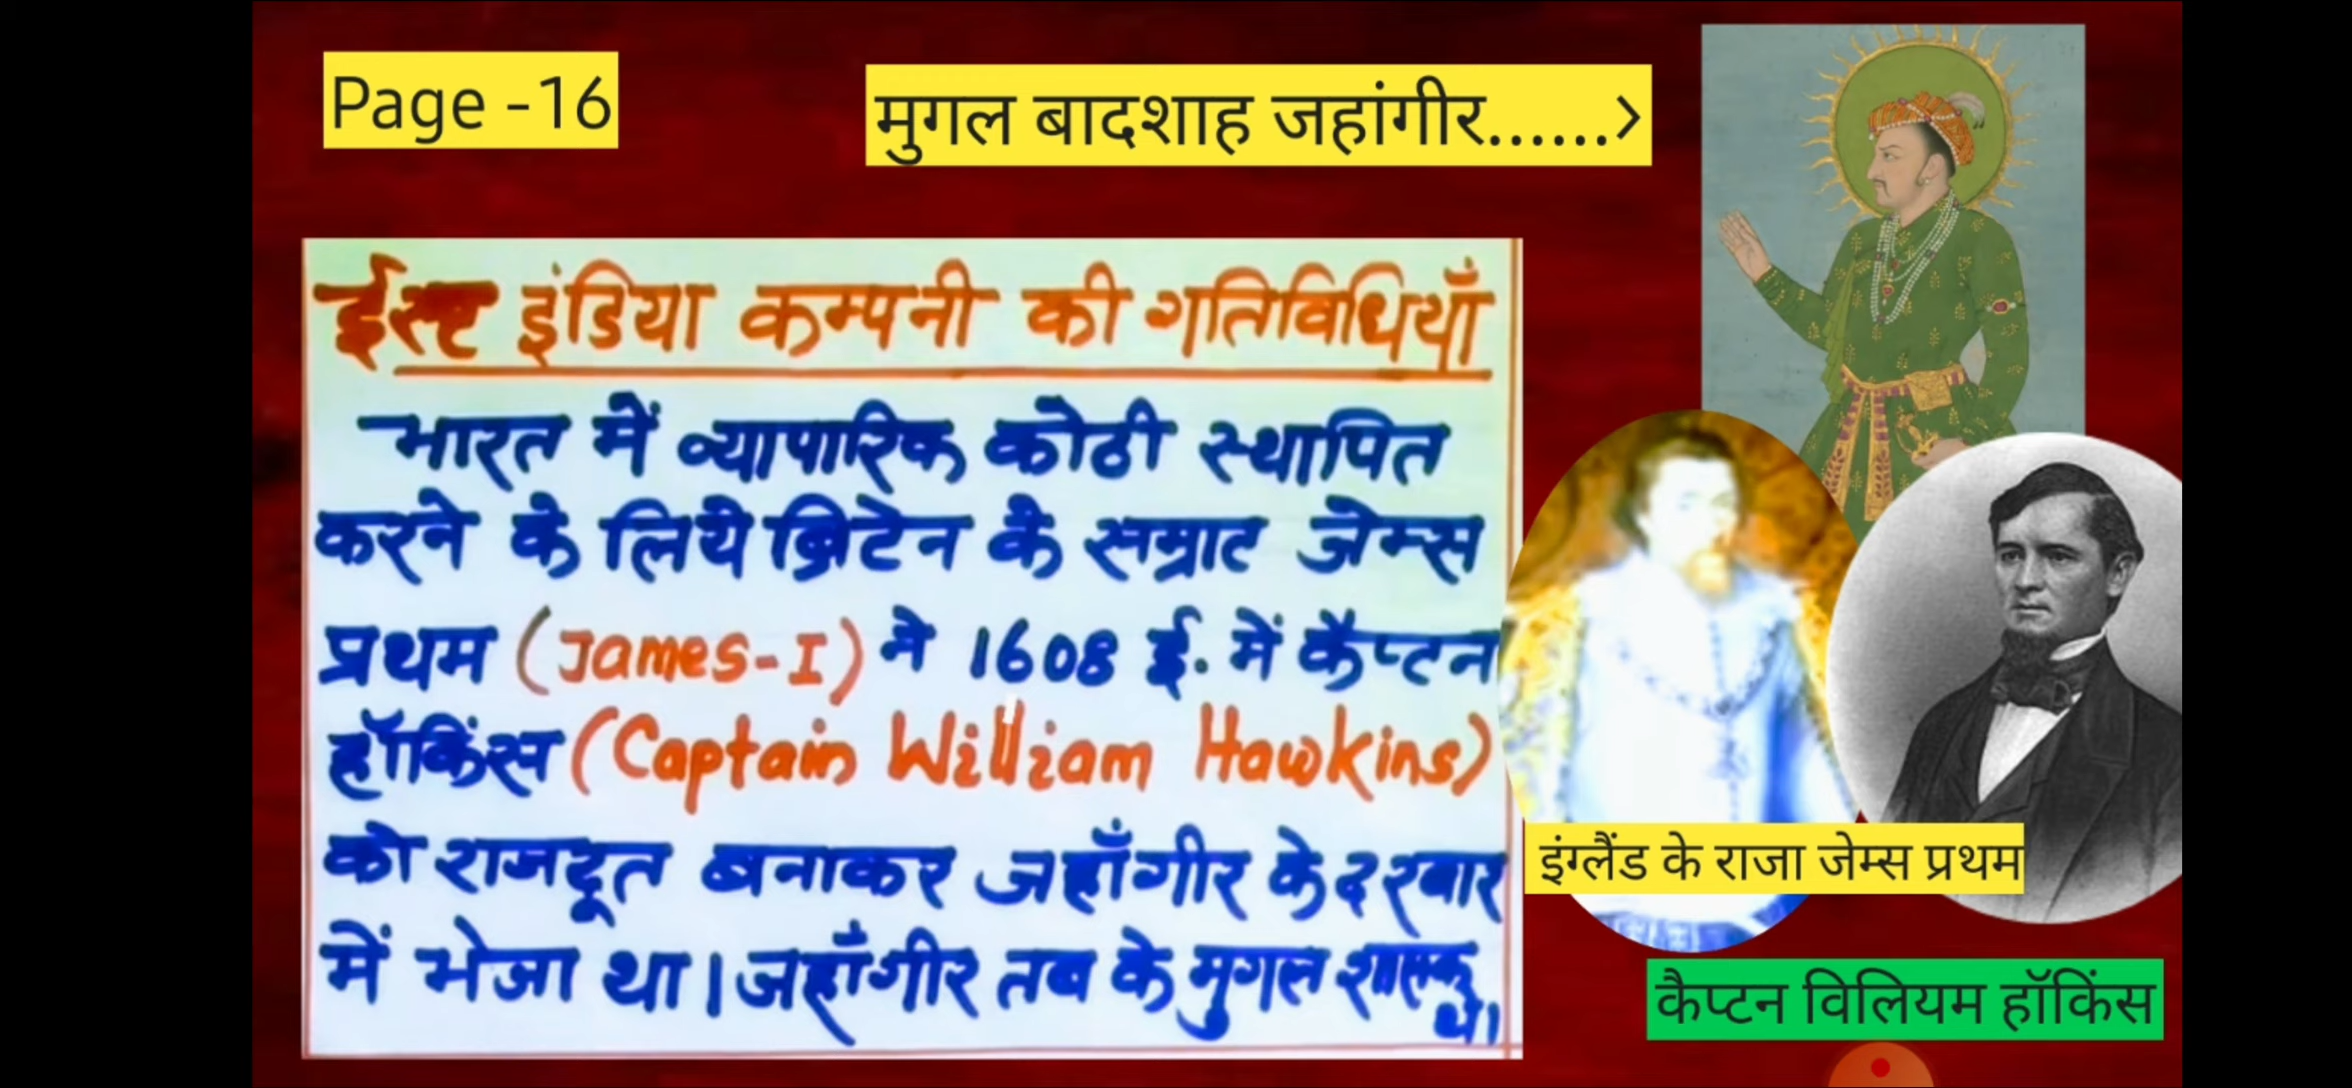 Page -16
मुगल बादशाह जहांगीर......>
ईस्ट इंडिया कम्पनी की गतिविधियाँ
भारत में व्यापारिक कोठी स्थापित
करने के लिये ब्रिटेन के सम्राट जेम्स
प्रथम (James-I) ने 1608 ई. में कैप्टन
हॉकिंस (Captain William Hawkins)
को राजदूत बनाकर जहाँगीर के दरबार
में भेजा था। जहाँगीर तब के मुगल शासक
थे।
इंग्लैंड के राजा जेम्स प्रथम
कैप्टन विलियम हॉकिंस